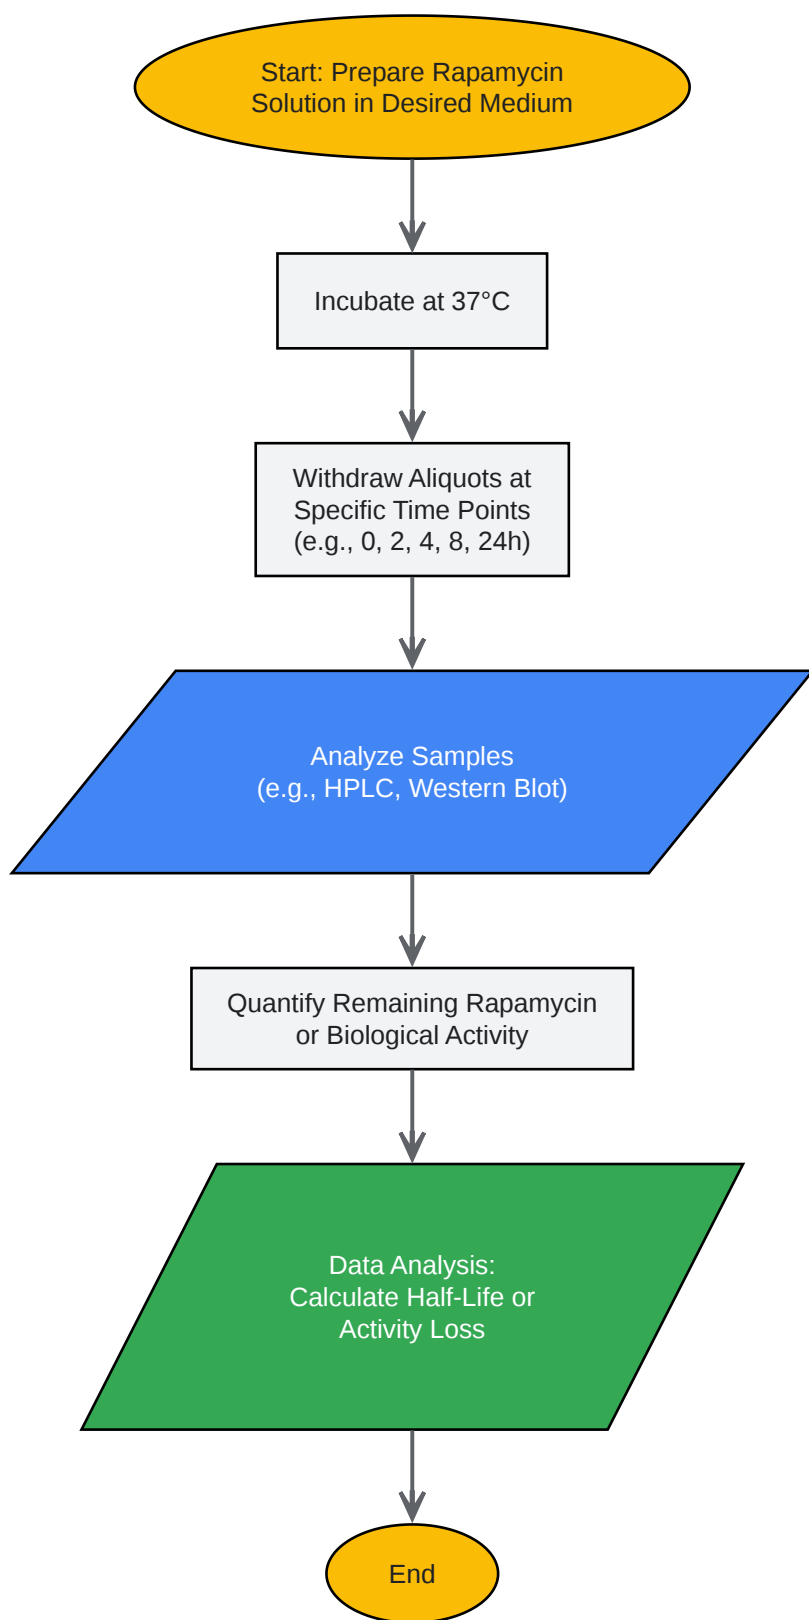 Start: Prepare Rapamycin
Solution in Desired Medium
Incubate at 37°C
Withdraw Aliquots at
Specific Time Points
(e.g., 0, 2, 4, 8, 24h)
Analyze Samples
(e.g., HPLC, Western Blot)
Quantify Remaining Rapamycin
or Biological Activity
Data Analysis:
Calculate Half-Life or
Activity Loss
End